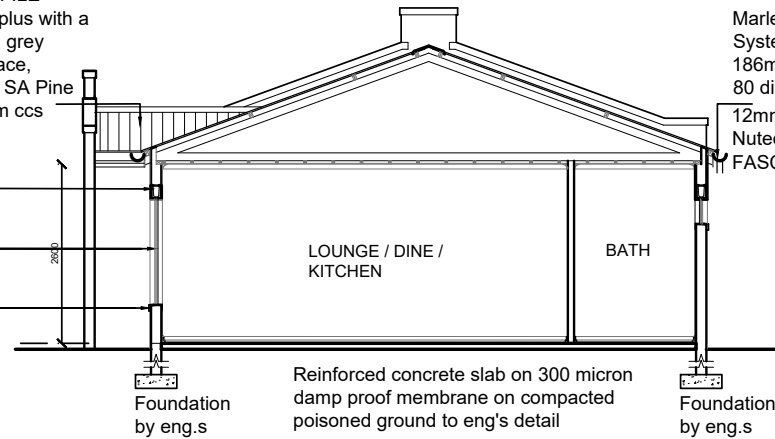 plus with a
grey
SA Pine
ccs
Marle
Syste
186m
80 di
12mm
Nuted
FASC
2600
LOUNGE / DINE /
KITCHEN
BATH
Foundation
by eng.s
Reinforced concrete slab on 300 micron
damp proof membrane on compacted
poisoned ground to eng's detail
Foundation
by eng.s